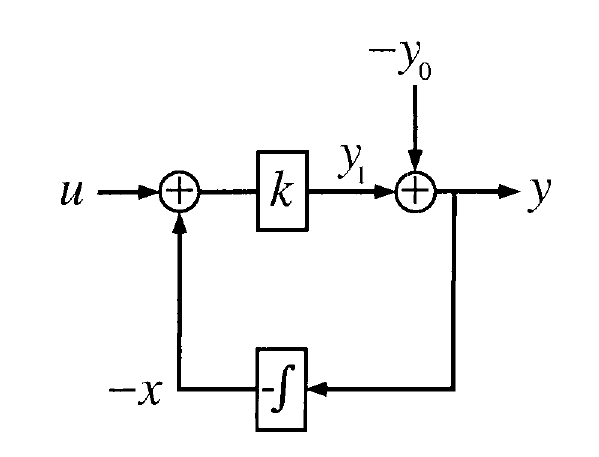 −y₀
u + k y₁ + y
−x -∫